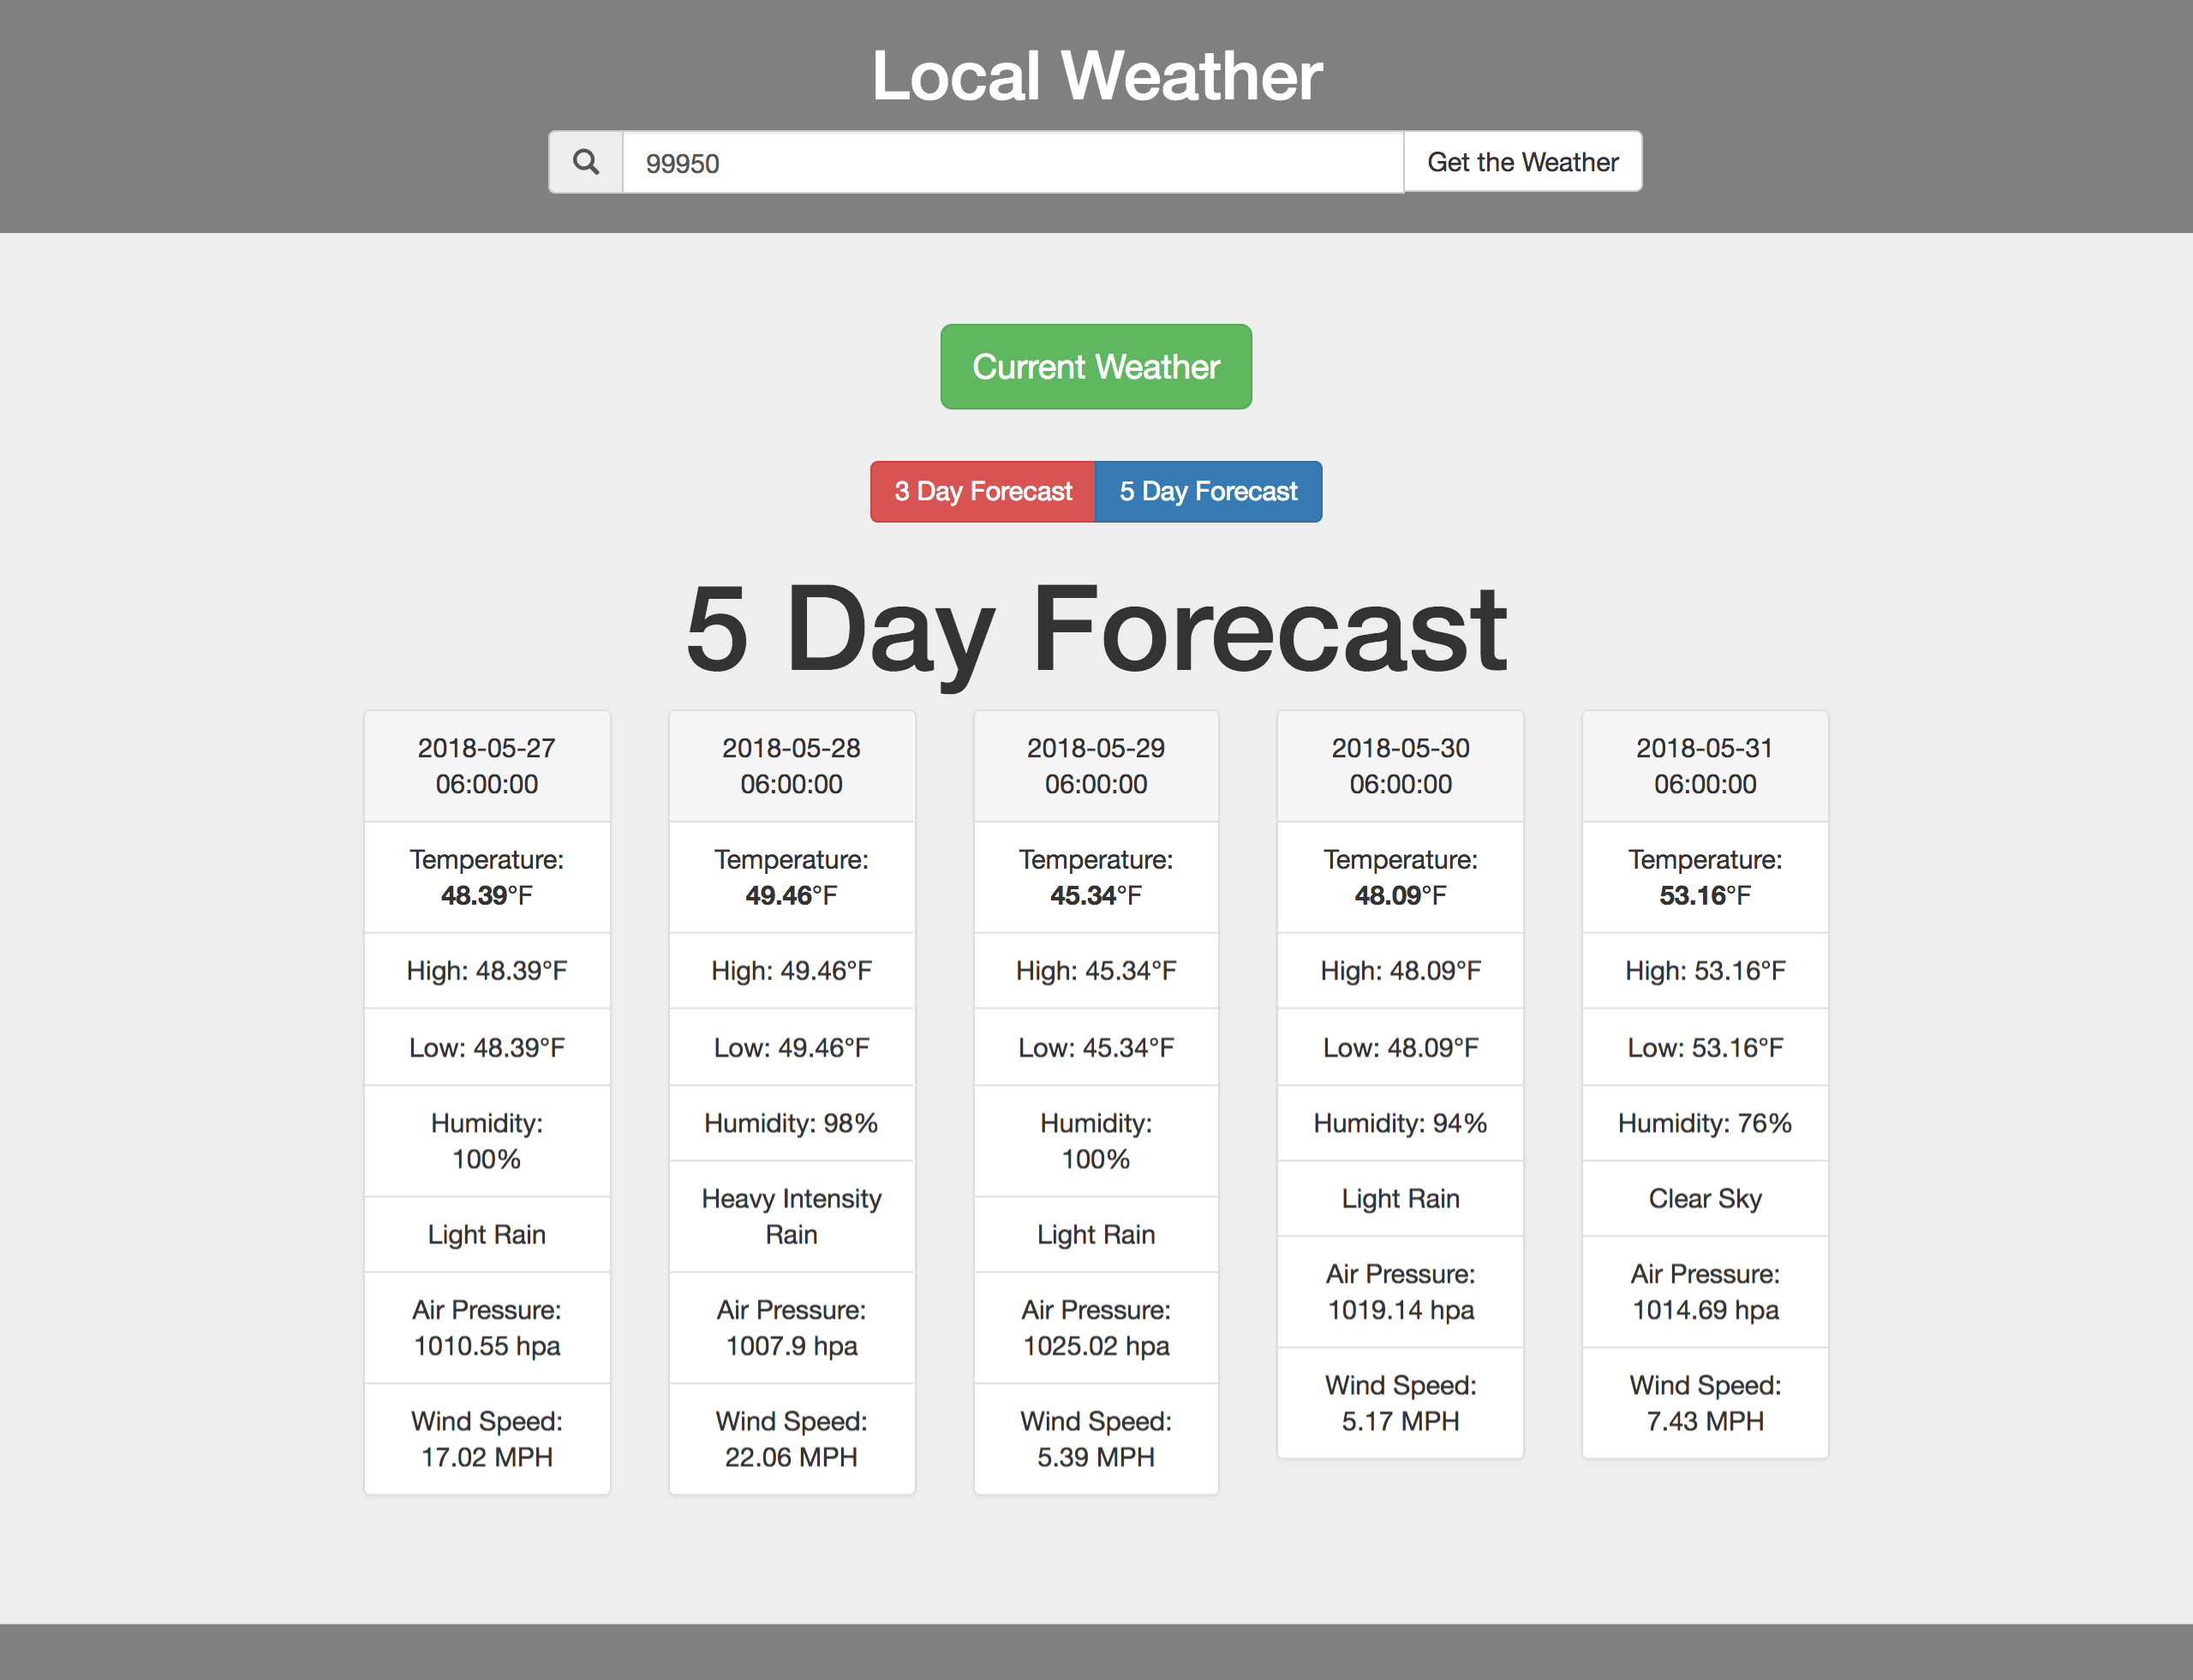 Local Weather
99950
Get the Weather
Current Weather
3 Day Forecast
5 Day Forecast
5 Day Forecast
2018-05-27
06:00:00
Temperature:
48.39°F
High: 48.39°F
Low: 48.39°F
Humidity:
100%
Light Rain
Air Pressure:
1010.55 hpa
Wind Speed:
17.02 MPH
2018-05-28
06:00:00
Temperature:
49.46°F
High: 49.46°F
Low: 49.46°F
Humidity: 98%
Heavy Intensity
Rain
Air Pressure:
1007.9 hpa
Wind Speed:
22.06 MPH
2018-05-29
06:00:00
Temperature:
45.34°F
High: 45.34°F
Low: 45.34°F
Humidity:
100%
Light Rain
Air Pressure:
1025.02 hpa
Wind Speed:
5.39 MPH
2018-05-30
06:00:00
Temperature:
48.09°F
High: 48.09°F
Low: 48.09°F
Humidity: 94%
Light Rain
Air Pressure:
1019.14 hpa
Wind Speed:
5.17 MPH
2018-05-31
06:00:00
Temperature:
53.16°F
High: 53.16°F
Low: 53.16°F
Humidity: 76%
Clear Sky
Air Pressure:
1014.69 hpa
Wind Speed:
7.43 MPH